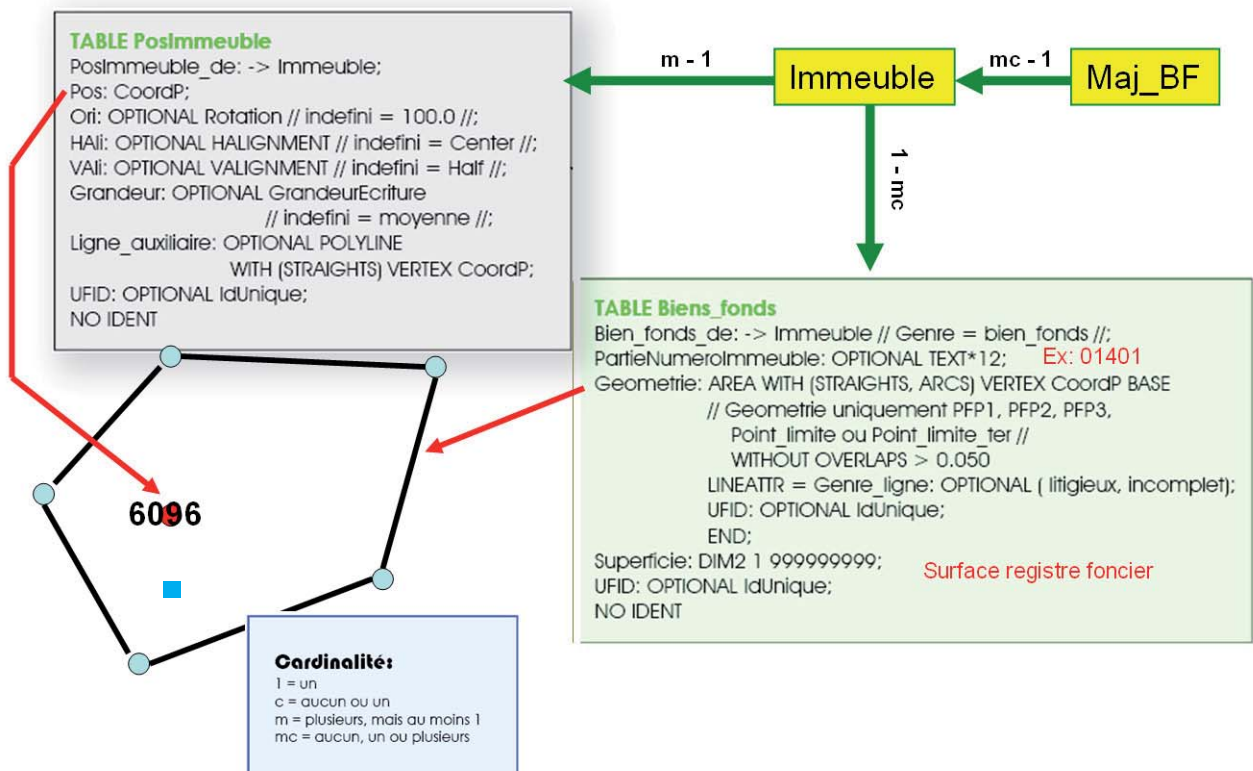 TABLE PosImmeuble
PosImmeuble_de: -> Immeuble;
Pos: CoordP;
Ori: OPTIONAL Rotation // indefini = 100.0 //;
HAli: OPTIONAL HALIGNMENT // indefini = Center //;
VAli: OPTIONAL VALIGNMENT // indefini = Half //;
Grandeur: OPTIONAL GrandeurEcriture
// indefini = moyenne //;
Ligne_auxiliaire: OPTIONAL POLYLINE
WITH (STRAIGHTS) VERTEX CoordP;
UFID: OPTIONAL IdUnique;
NO IDENT
m - 1
Immeuble
mc - 1
Maj_BF
1 - mc
TABLE Biens_fonds
Bien_fonds_de: -> Immeuble // Genre = bien_fonds //;
PartieNumeroImmeuble: OPTIONAL TEXT*12; Ex: 01401
Geometrie: AREA WITH (STRAIGHTS, ARCS) VERTEX CoordP BASE
// Geometrie uniquement PFP1, PFP2, PFP3,
Point_limite ou Point_limite_ter //
WITHOUT OVERLAPS > 0.050
LINEATTR = Genre_ligne: OPTIONAL ( litigieux, incomplet);
UFID: OPTIONAL IdUnique;
END;
Superficie: DIM2 1 999999999;
Surface registre foncier
UFID: OPTIONAL IdUnique;
NO IDENT
6096
Cardinalité:
1 = un
c = aucun ou un
m = plusieurs, mais au moins 1
mc = aucun, un ou plusieurs